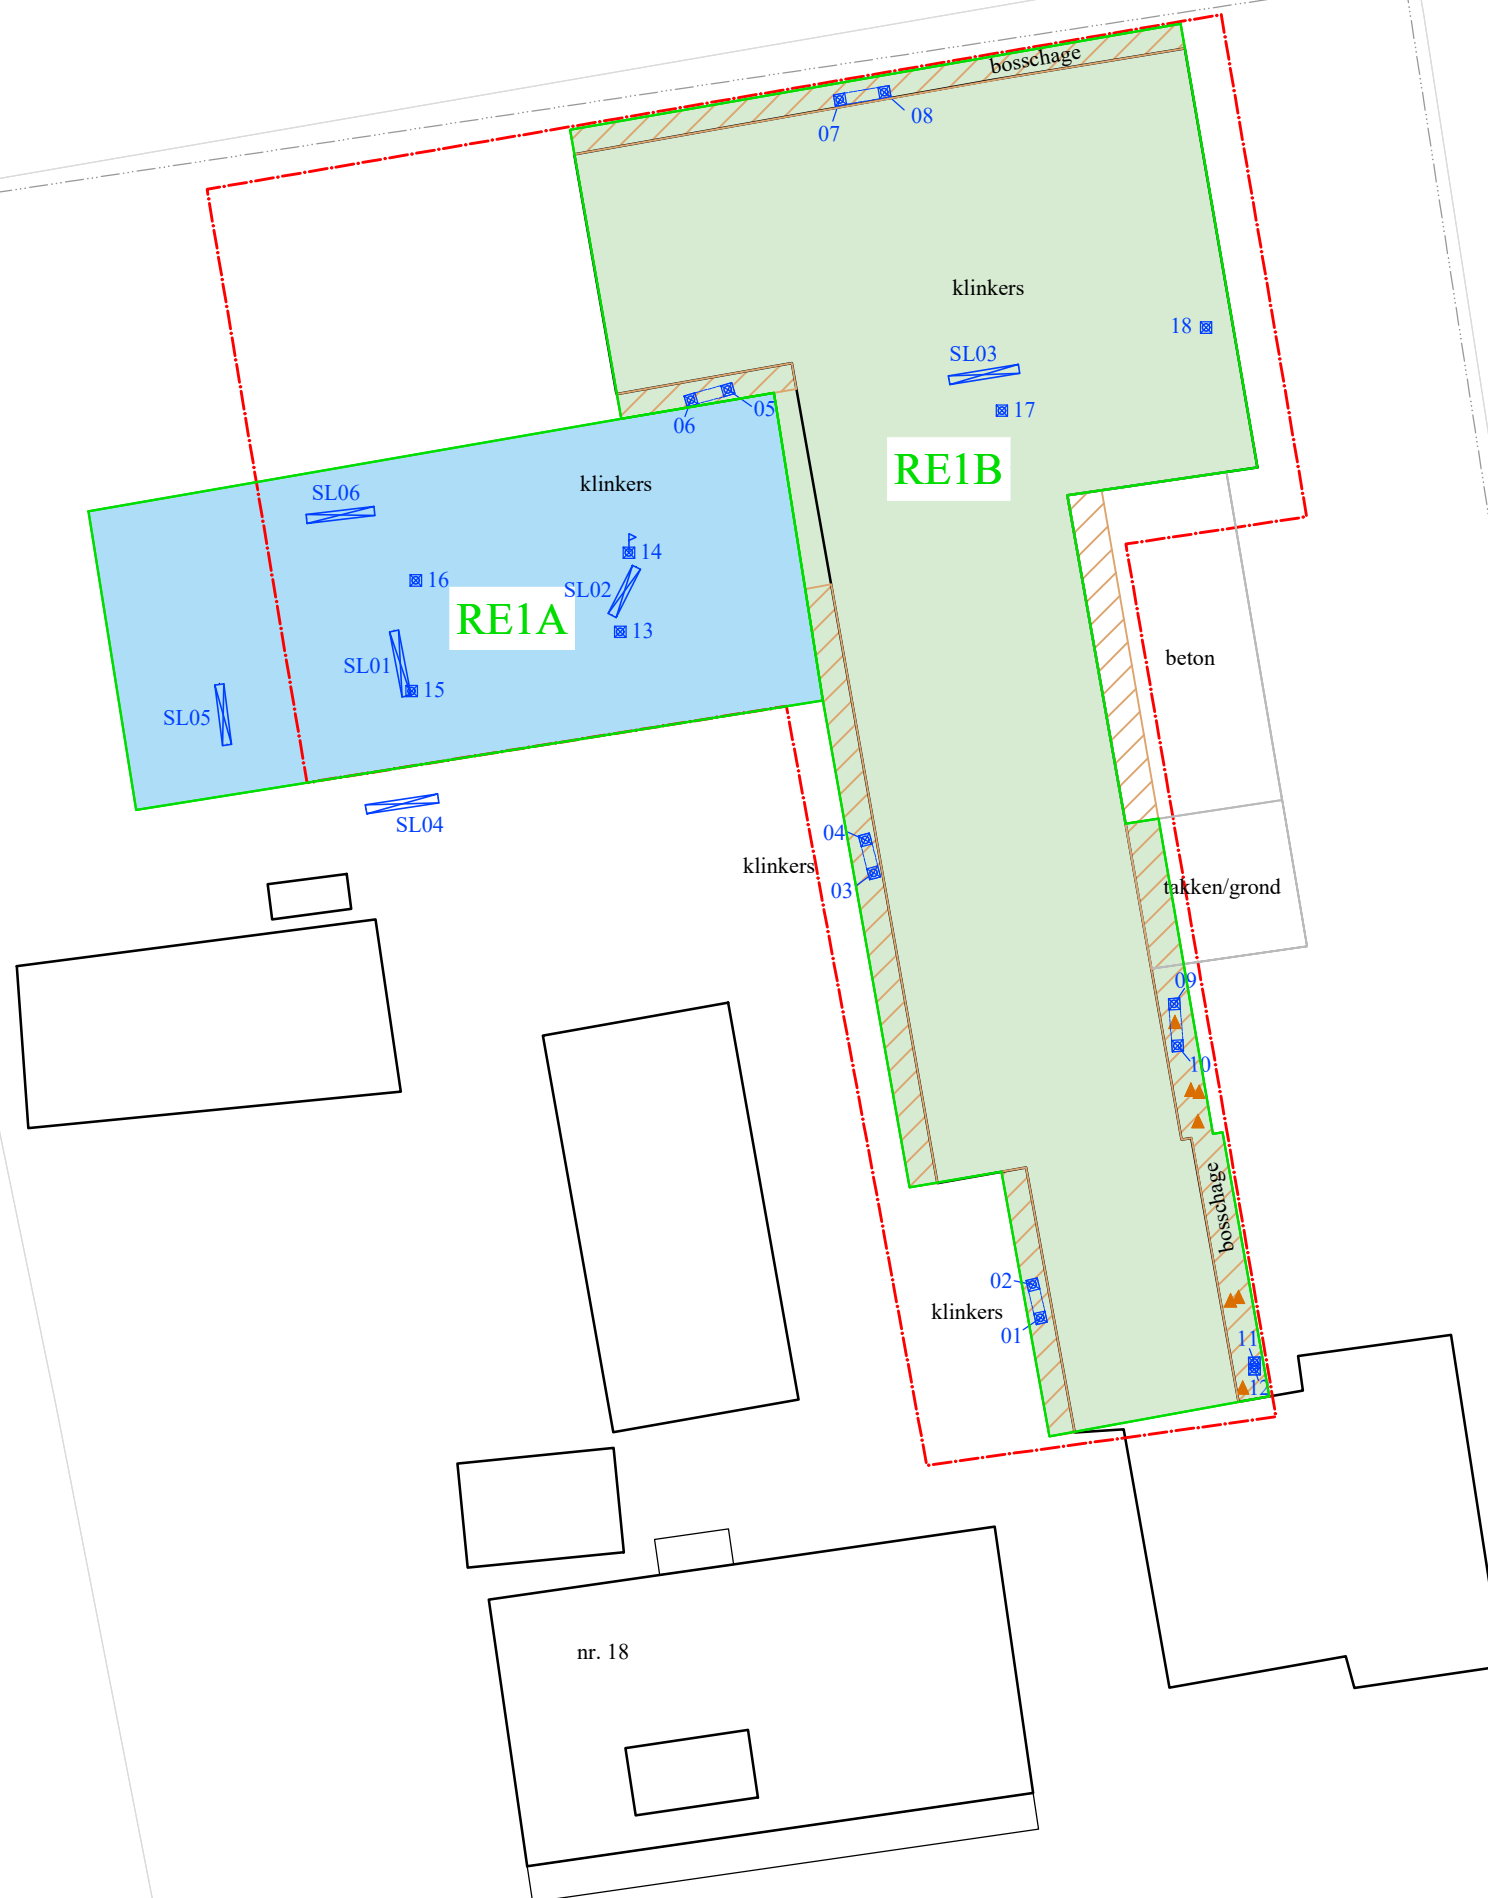 bosschage
07
08
klinkers
18
SL03
17
05
06
RE1B
klinkers
SL06
14
16
SL02
RE1A
13
SL01
15
beton
SL05
SL04
04
klinkers
03
takken/grond
09
10
bosschage
02
klinkers
01
11
12
nr. 18